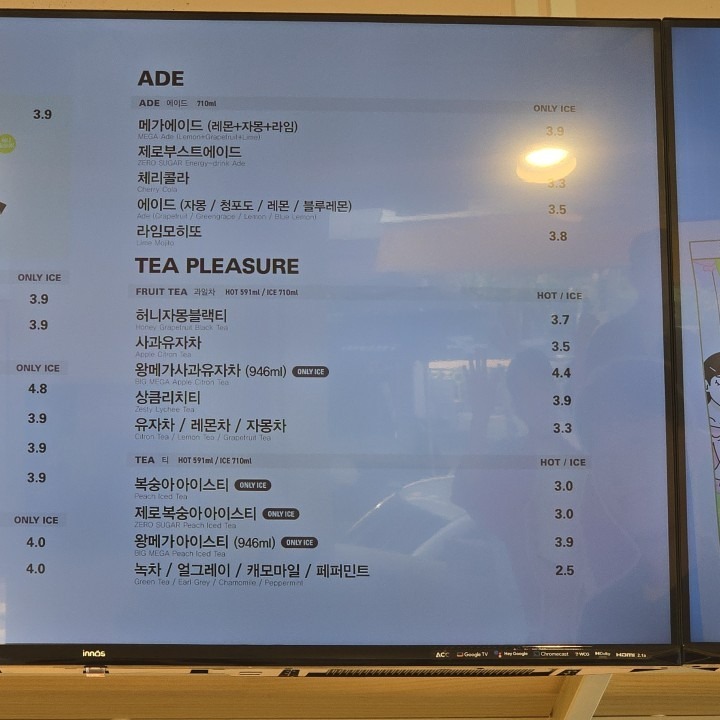 3.9
ONLY ICE
3.9
3.9
ONLY ICE
4.8
3.9
3.9
3.9
ONLY ICE
4.0
4.0
ADE
ADE 에이드 710ml ONLY ICE
메가에이드 (레몬+자몽+라임) 3.9
MEGA Ade (Lemon+Grapefruit+Lime)
제로부스트에이드
ZERO SUGAR Energy-drink Ade
체리콜라 3.3
Cherry Cola
에이드 (자몽 / 청포도 / 레몬 / 블루레몬) 3.5
Ade (Grapefruit / Greengrape / Lemon / Blue Lemon)
라임모히또 3.8
Lime Mojito
TEA PLEASURE
FRUIT TEA 과일차 HOT 591ml / ICE 710ml HOT / ICE
허니자몽블랙티 3.7
Honey Grapefruit Black Tea
사과유자차 3.5
Apple Citron Tea
왕메가사과유자차 (946ml) ONLY ICE 4.4
BIG MEGA Apple Citron Tea
상큼리치티 3.9
Zesty Lychee Tea
유자차 / 레몬차 / 자몽차 3.3
Citron Tea / Lemon Tea / Grapefruit Tea
TEA 티 HOT 591ml / ICE 710ml HOT / ICE
복숭아아이스티 ONLY ICE 3.0
Peach Iced Tea
제로복숭아아이스티 ONLY ICE 3.0
ZERO SUGAR Peach Iced Tea
왕메가아이스티 (946ml) ONLY ICE 3.9
BIG MEGA Peach Iced Tea
녹차 / 얼그레이 / 캐모마일 / 페퍼민트 2.5
Green Tea / Earl Grey / Chamomile / Peppermint
innos
Google TV Hey Google Chromecast HDMI